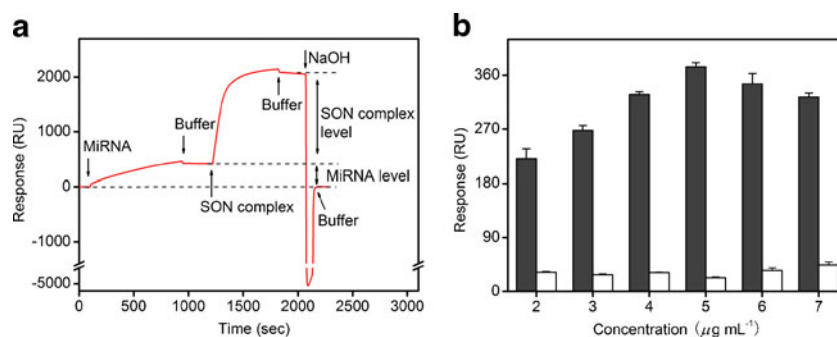 a
Response (RU)
2000
1000
0
-1000
-5000
MiRNA
Buffer
SON complex
Buffer
NaOH
SON complex
level
MiRNA level
Buffer
0 500 1000 1500 2000 2500 3000
Time (sec)
b
Response (RU)
360
270
180
90
0
2 3 4 5 6 7
Concentration (μg mL⁻¹)